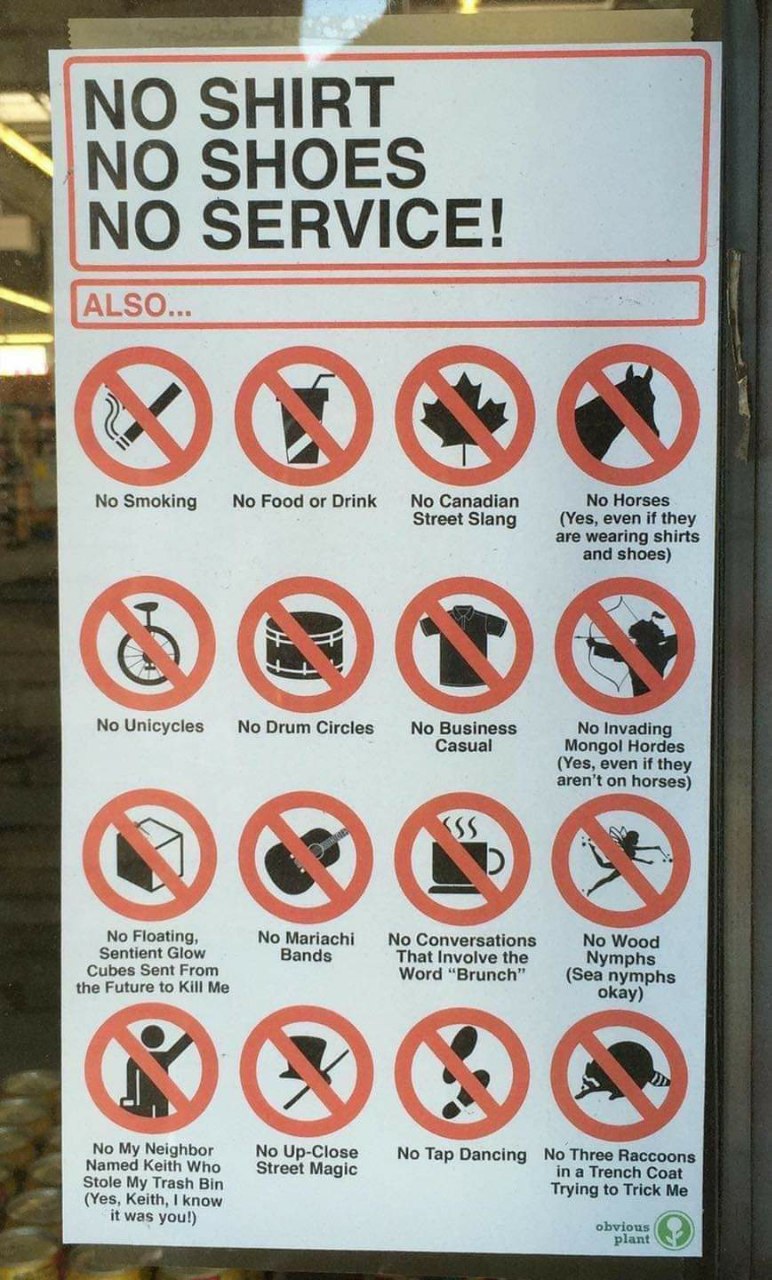 NO SHIRT
NO SHOES
NO SERVICE!
ALSO...
No Smoking
No Food or Drink
No Canadian
Street Slang
No Horses
(Yes, even if they
are wearing shirts
and shoes)
No Unicycles
No Drum Circles
No Business
Casual
No Invading
Mongol Hordes
(Yes, even if they
aren't on horses)
No Floating,
Sentient Glow
Cubes Sent From
the Future to Kill Me
No Mariachi
Bands
No Conversations
That Involve the
Word "Brunch"
No Wood
Nymphs
(Sea nymphs
okay)
No My Neighbor
Named Keith Who
Stole My Trash Bin
(Yes, Keith, I know
it was you!)
No Up-Close
Street Magic
No Tap Dancing
No Three Raccoons
in a Trench Coat
Trying to Trick Me
obvious
plant